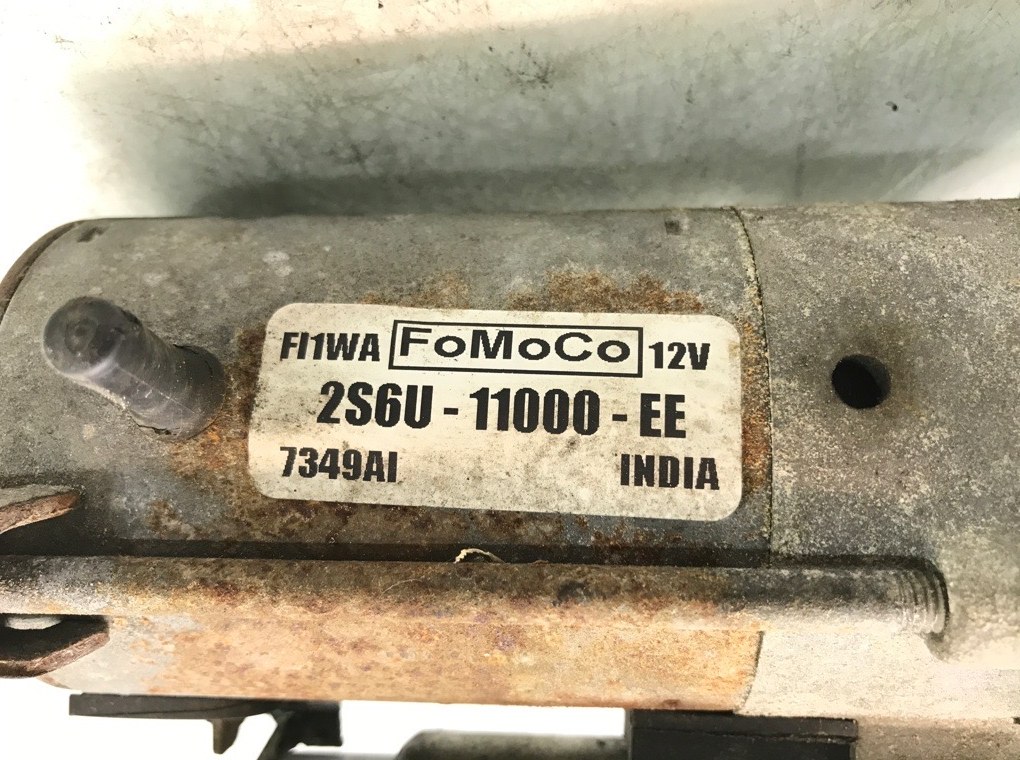 FI1WA FoMoCo 12V
2S6U - 11000 - EE
7349AI INDIA